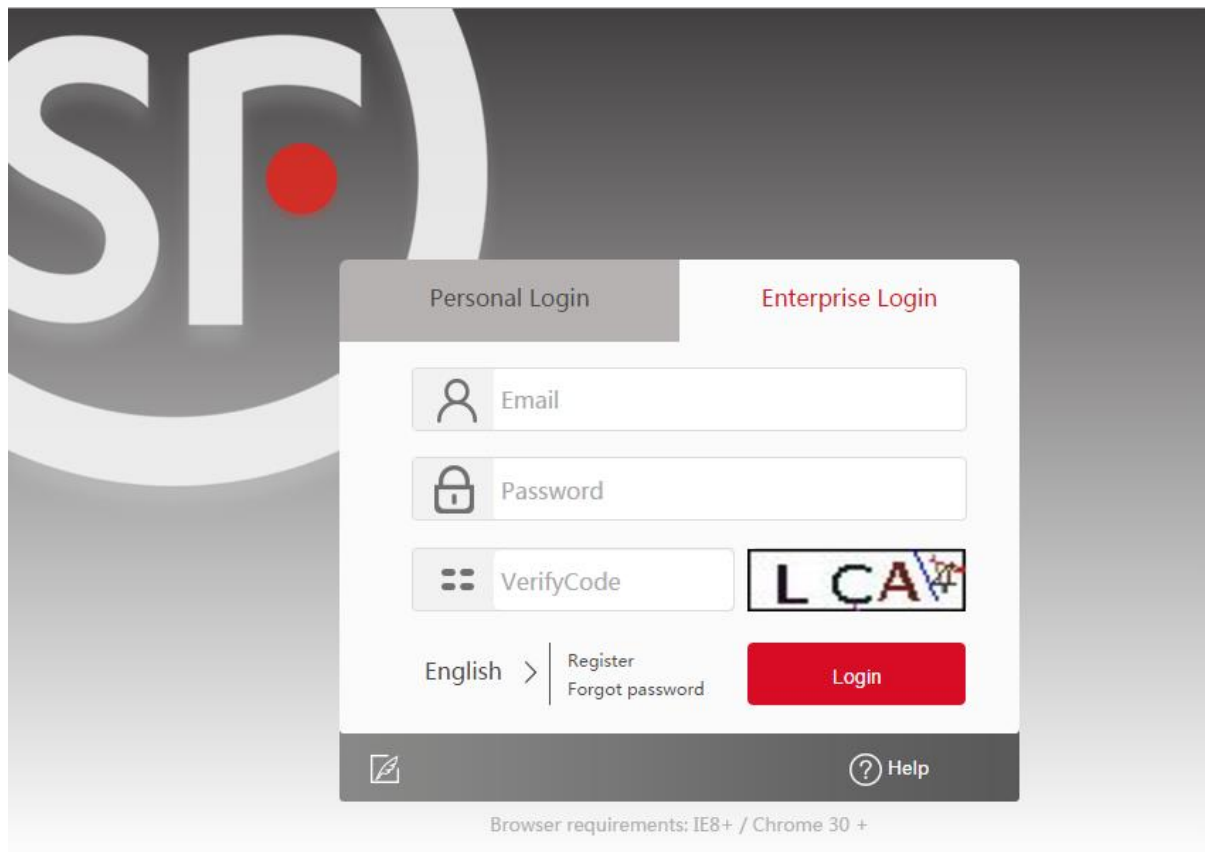 SF
Personal Login
Enterprise Login
Email
Password
VerifyCode
English
Register
Forgot password
Login
Help
Browser requirements: IE8+ / Chrome 30 +